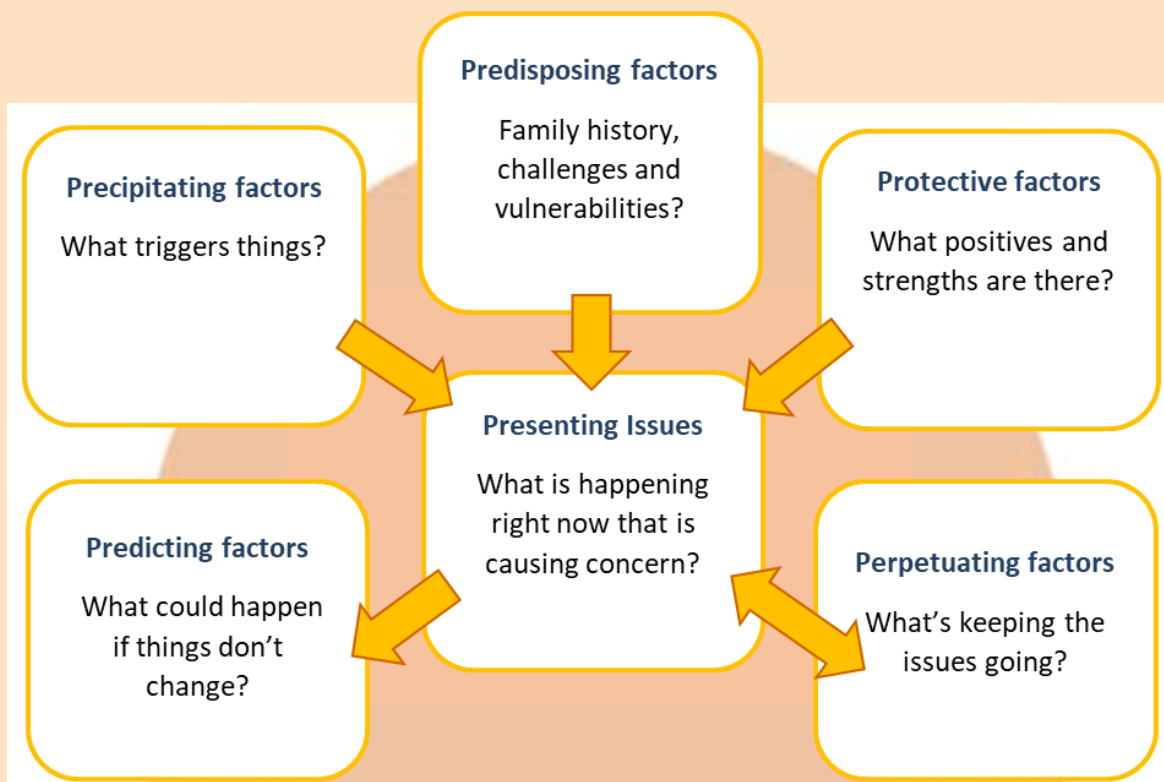 Predisposing factors
Family history,
challenges and
vulnerabilities?
Precipitating factors
What triggers things?
Protective factors
What positives and
strengths are there?
Presenting Issues
What is happening
right now that is
causing concern?
Predicting factors
What could happen
if things don’t
change?
Perpetuating factors
What’s keeping the
issues going?